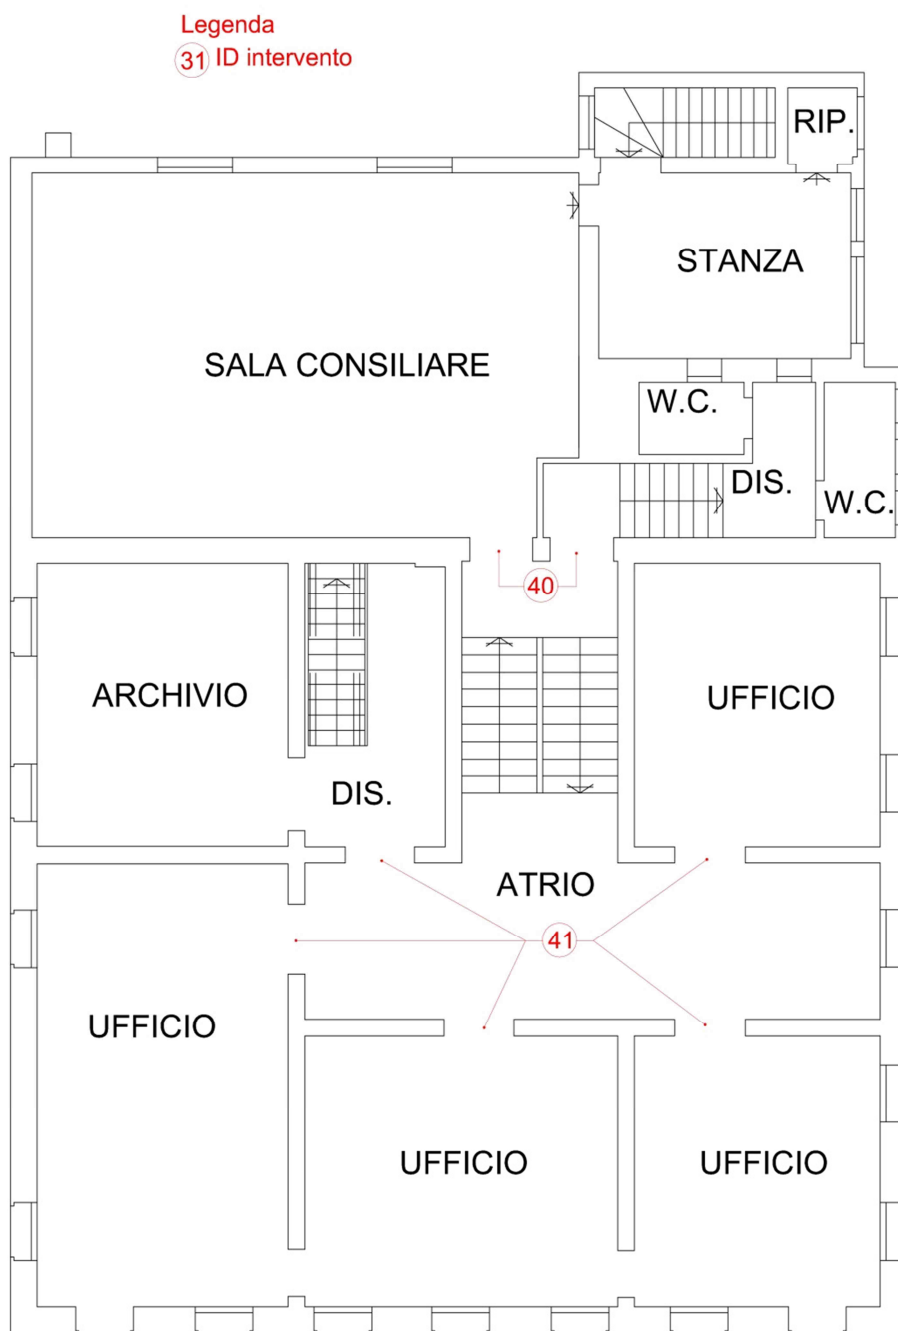 Legenda
31 ID intervento
RIP.
STANZA
SALA CONSILIARE
W.C.
DIS.
W.C.
40
ARCHIVIO
UFFICIO
DIS.
ATRIO
41
UFFICIO
UFFICIO
UFFICIO